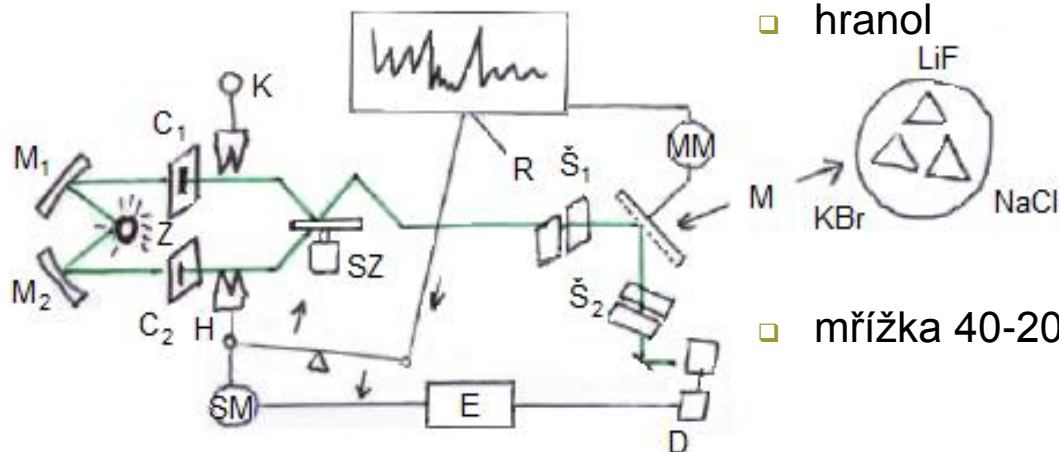 hranol
LiF
KBr
NaCl
mřížka 40-20
K
C1
M1
Z
M2
C2
H
SZ
R
Š1
MM
M
Š2
SM
E
D